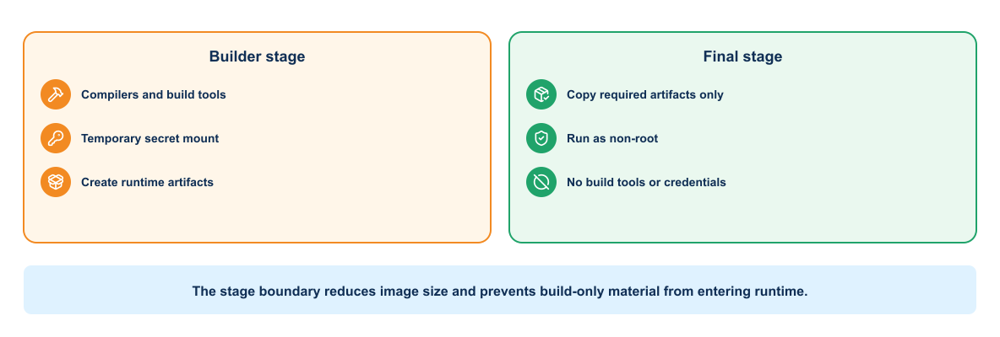 Builder stage
Compilers and build tools
Temporary secret mount
Create runtime artifacts
Final stage
Copy required artifacts only
Run as non-root
No build tools or credentials
The stage boundary reduces image size and prevents build-only material from entering runtime.